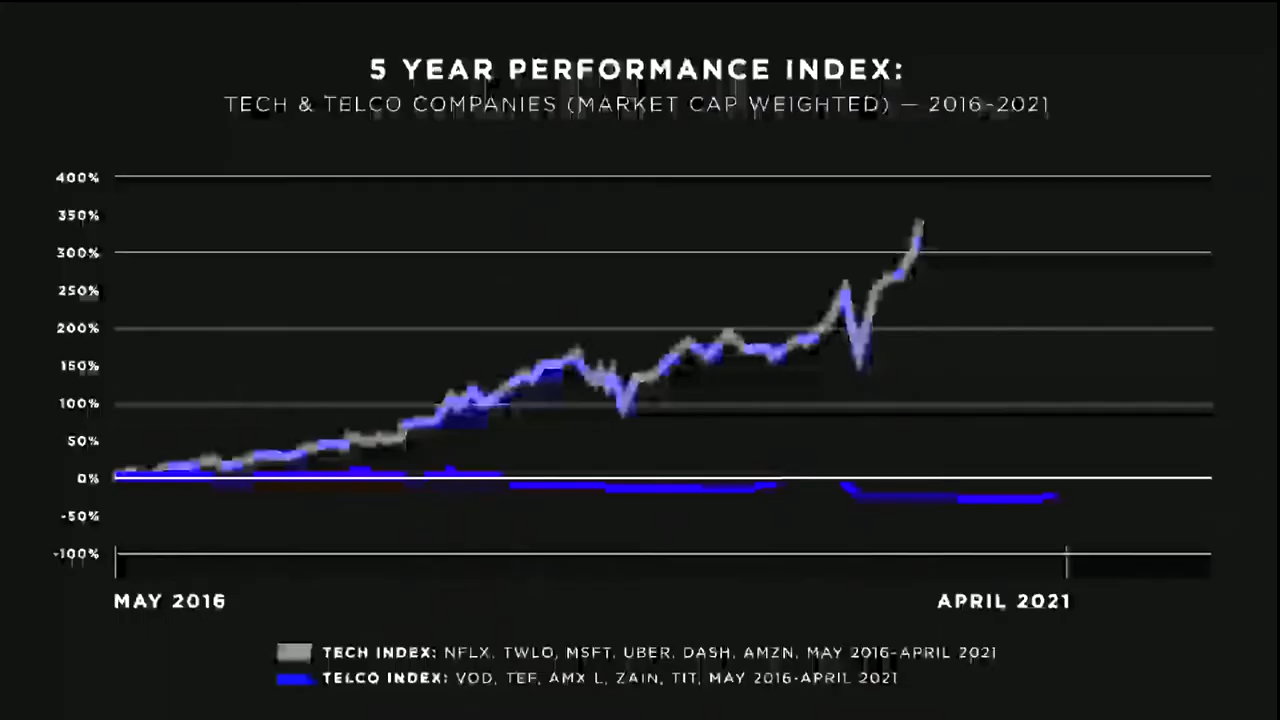 5 YEAR PERFORMANCE INDEX:
TECH & TELCO COMPANIES (MARKET CAP WEIGHTED) — 2016-2021
400%
350%
300%
250%
200%
150%
100%
50%
0%
-50%
-100%
MAY 2016
APRIL 2021
TECH INDEX: NFLX, TWLO, MSFT, UBER, DASH, AMZN, MAY 2016-APRIL 2021
TELCO INDEX: VOD, TEF, AMX L, ZAIN, TIT, MAY 2016-APRIL 2021